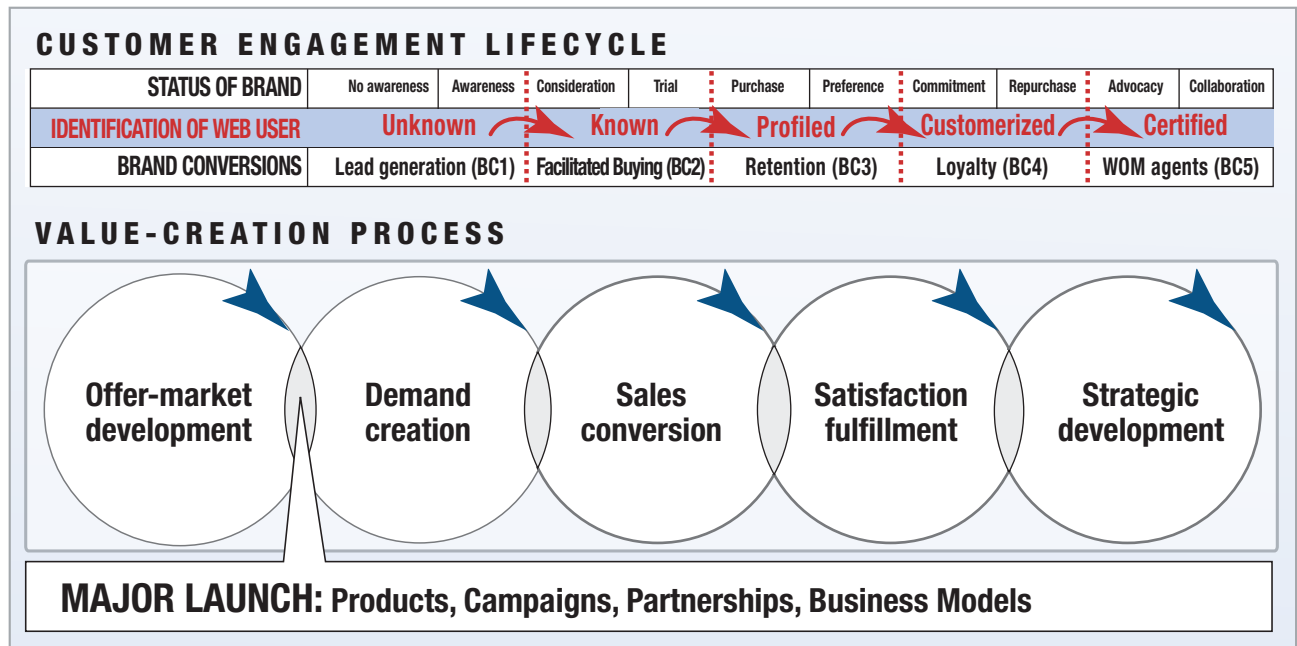 CUSTOMER ENGAGEMENT LIFECYCLE
STATUS OF BRAND No awareness Awareness Consideration Trial Purchase Preference Commitment Repurchase Advocacy Collaboration
IDENTIFICATION OF WEB USER Unknown Known Profiled Customerized Certified
BRAND CONVERSIONS Lead generation (BC1) Facilitated Buying (BC2) Retention (BC3) Loyalty (BC4) WOM agents (BC5)
VALUE-CREATION PROCESS
Offer-market
development
Demand
creation
Sales
conversion
Satisfaction
fulfillment
Strategic
development
MAJOR LAUNCH: Products, Campaigns, Partnerships, Business Models